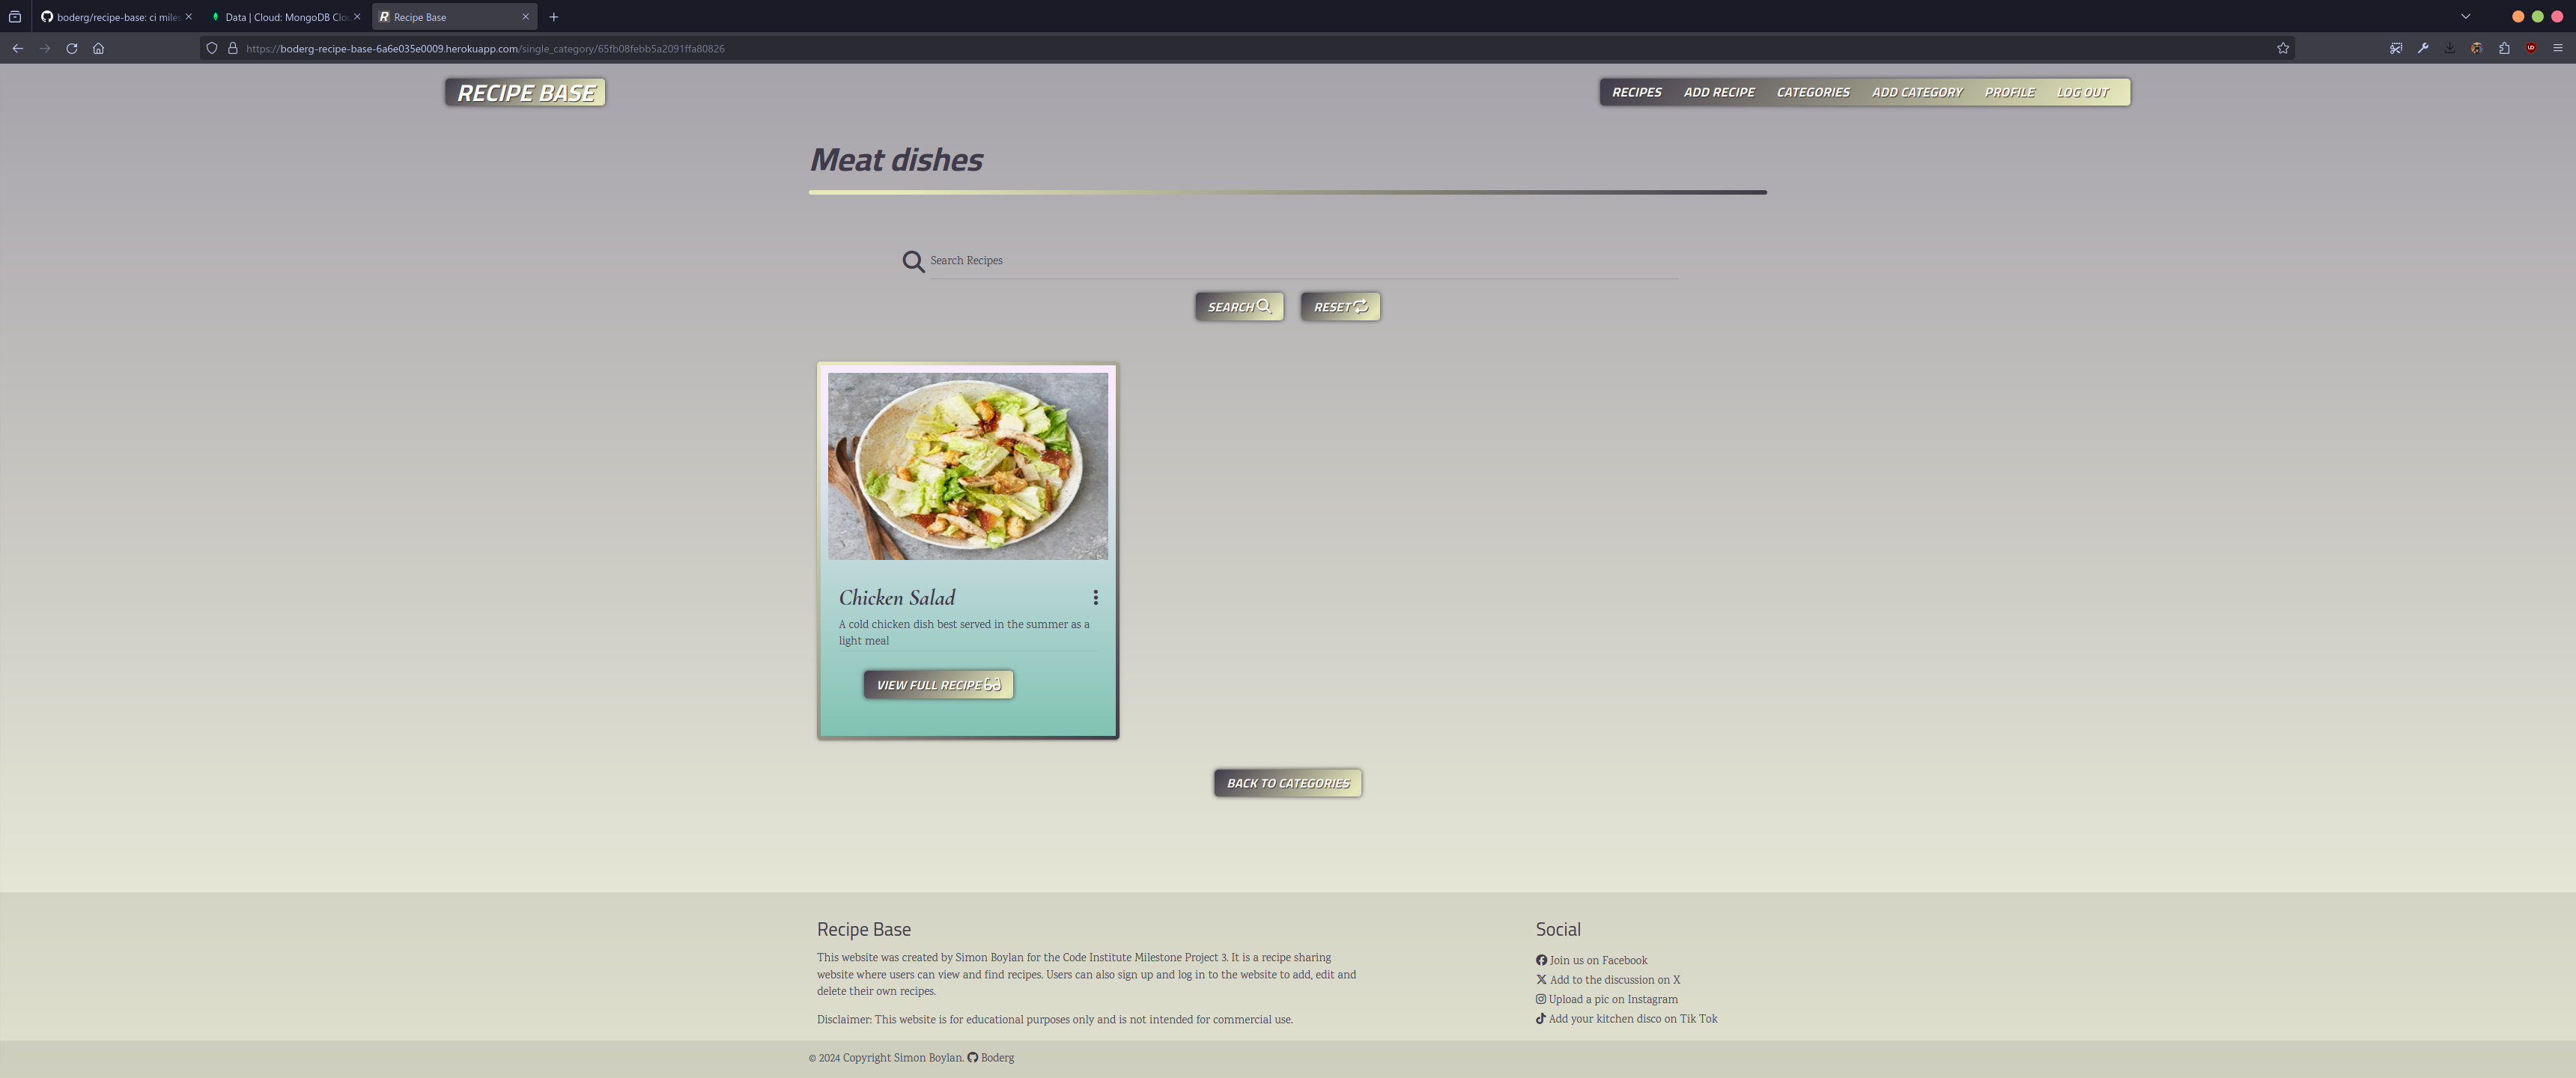 boderg/recipe-base: ci miles
Data | Cloud: MongoDB Clo
Recipe Base
https://boderg-recipe-base-6a6e035e0009.herokuapp.com/single_category/65fb08febb5a2091ffa80826
RECIPE BASE
RECIPES ADD RECIPE CATEGORIES ADD CATEGORY PROFILE LOG OUT
Meat dishes
Search Recipes
SEARCH RESET
Chicken Salad
A cold chicken dish best served in the summer as a
light meal
VIEW FULL RECIPE
BACK TO CATEGORIES
Recipe Base
This website was created by Simon Boylan for the Code Institute Milestone Project 3. It is a recipe sharing
website where users can view and find recipes. Users can also sign up and log in to the website to add, edit and
delete their own recipes.
Disclaimer: This website is for educational purposes only and is not intended for commercial use.
Social
Join us on Facebook
Add to the discussion on X
Upload a pic on Instagram
Add your kitchen disco on Tik Tok
© 2024 Copyright Simon Boylan. Boderg